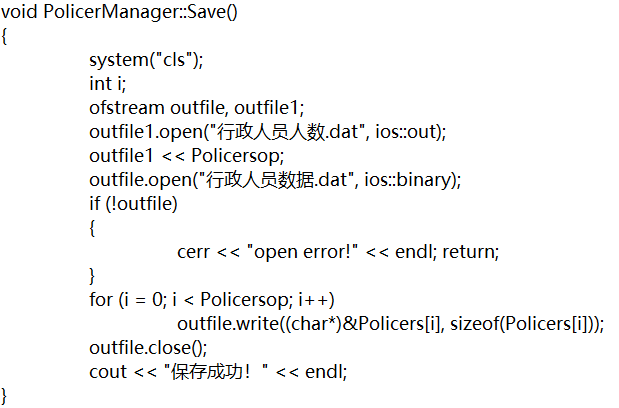 void PolicerManager::Save()
{
system("cls");
int i;
ofstream outfile, outfile1;
outfile1.open("行政人员人数.dat", ios::out);
outfile1 << Policersop;
outfile.open("行政人员数据.dat", ios::binary);
if (!outfile)
{
cerr << "open error!" << endl; return;
}
for (i = 0; i < Policersop; i++)
outfile.write((char*)&Policers[i], sizeof(Policers[i]));
outfile.close();
cout << "保存成功！" << endl;
}